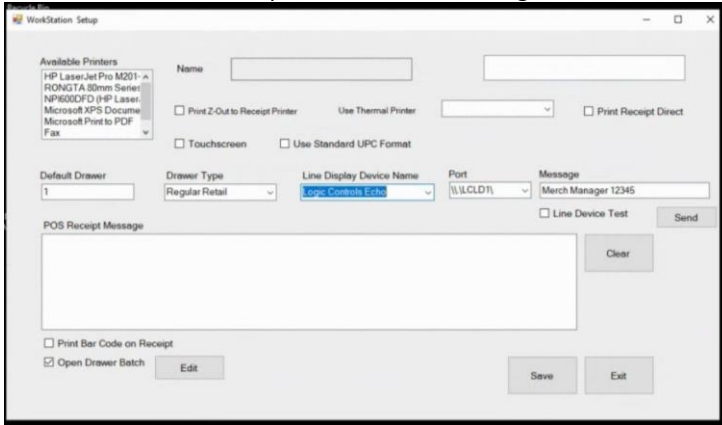 Recycle Bin
WorkStation Setup
Available Printers
HP LaserJet Pro M201-
RONGTA 80mm Series
NPI600DFD (HP Laser
Microsoft XPS Docume
Microsoft Print to PDF
Fax
Name
Print Z-Out to Receipt Printer
Use Thermal Printer
Print Receipt Direct
Touchscreen
Use Standard UPC Format
Default Drawer
Drawer Type
Line Display Device Name
Port
Message
1
Regular Retail
Logic Controls Echo
\\.\LCLD1\
Merch Manager 12345
Line Device Test
Send
POS Receipt Message
Clear
Print Bar Code on Receipt
Open Drawer Batch
Edit
Save
Exit